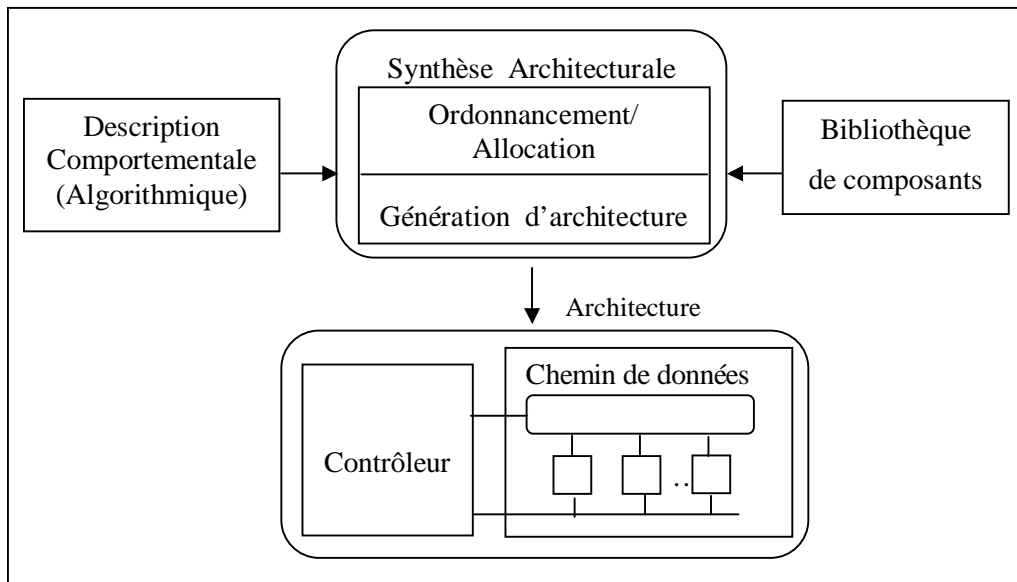 Synthèse Architecturale
Description
Comportementale
(Algorithmique)
Ordonnancement/
Allocation
Génération d'architecture
Bibliothèque
de composants
Architecture
Chemin de données
Contrôleur
..